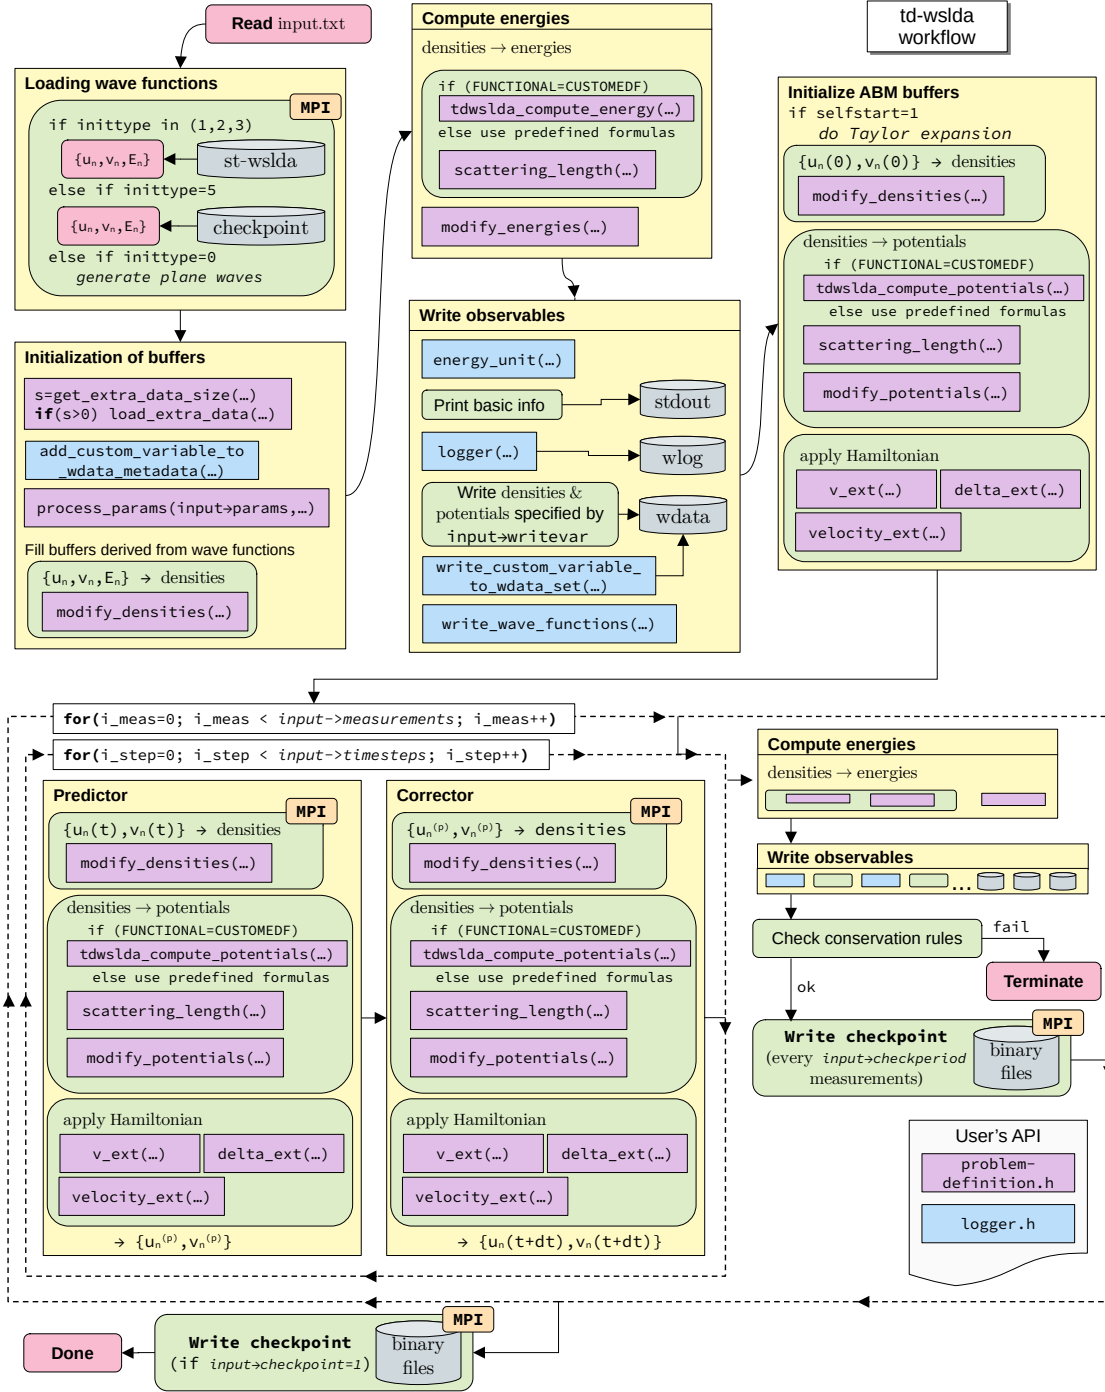 Read input.txt
td-wslda
workflow
Loading wave functions
MPI
if inittype in (1,2,3)
{uₙ,vₙ,Eₙ}
st-wslda
else if inittype=5
{uₙ,vₙ,Eₙ}
checkpoint
else if inittype=0
generate plane waves
Initialization of buffers
s=get_extra_data_size(…)
if(s>0) load_extra_data(…)
add_custom_variable_to
_wdata_metadata(…)
process_params(input→params,…)
Fill buffers derived from wave functions
{uₙ,vₙ,Eₙ} → densities
modify_densities(…)
Compute energies
densities → energies
if (FUNCTIONAL=CUSTOMEDF)
tdwslda_compute_energy(…)
else use predefined formulas
scattering_length(…)
modify_energies(…)
Write observables
energy_unit(…)
Print basic info
stdout
logger(…)
wlog
Write densities &
potentials specified by
input→writevar
wdata
write_custom_variable_
to_wdata_set(…)
write_wave_functions(…)
Initialize ABM buffers
if selfstart=1
do Taylor expansion
{uₙ(0),vₙ(0)} → densities
modify_densities(…)
densities → potentials
if (FUNCTIONAL=CUSTOMEDF)
tdwslda_compute_potentials(…)
else use predefined formulas
scattering_length(…)
modify_potentials(…)
apply Hamiltonian
v_ext(…)
delta_ext(…)
velocity_ext(…)
for(i_meas=0; i_meas < input->measurements; i_meas++)
for(i_step=0; i_step < input->timesteps; i_step++)
Predictor
MPI
{uₙ(t),vₙ(t)} → densities
modify_densities(…)
densities → potentials
if (FUNCTIONAL=CUSTOMEDF)
tdwslda_compute_potentials(…)
else use predefined formulas
scattering_length(…)
modify_potentials(…)
apply Hamiltonian
v_ext(…)
delta_ext(…)
velocity_ext(…)
→ {uₙ⁽ᵖ⁾,vₙ⁽ᵖ⁾}
Corrector
MPI
{uₙ⁽ᵖ⁾,vₙ⁽ᵖ⁾} → densities
modify_densities(…)
densities → potentials
if (FUNCTIONAL=CUSTOMEDF)
tdwslda_compute_potentials(…)
else use predefined formulas
scattering_length(…)
modify_potentials(…)
apply Hamiltonian
v_ext(…)
delta_ext(…)
velocity_ext(…)
→ {uₙ(t+dt),vₙ(t+dt)}
Compute energies
densities → energies
Write observables
...
Check conservation rules
fail
Terminate
ok
MPI
Write checkpoint
(every input→checkperiod
measurements)
binary
files
User's API
problem-
definition.h
logger.h
MPI
Write checkpoint
(if input→checkpoint=1)
binary
files
Done